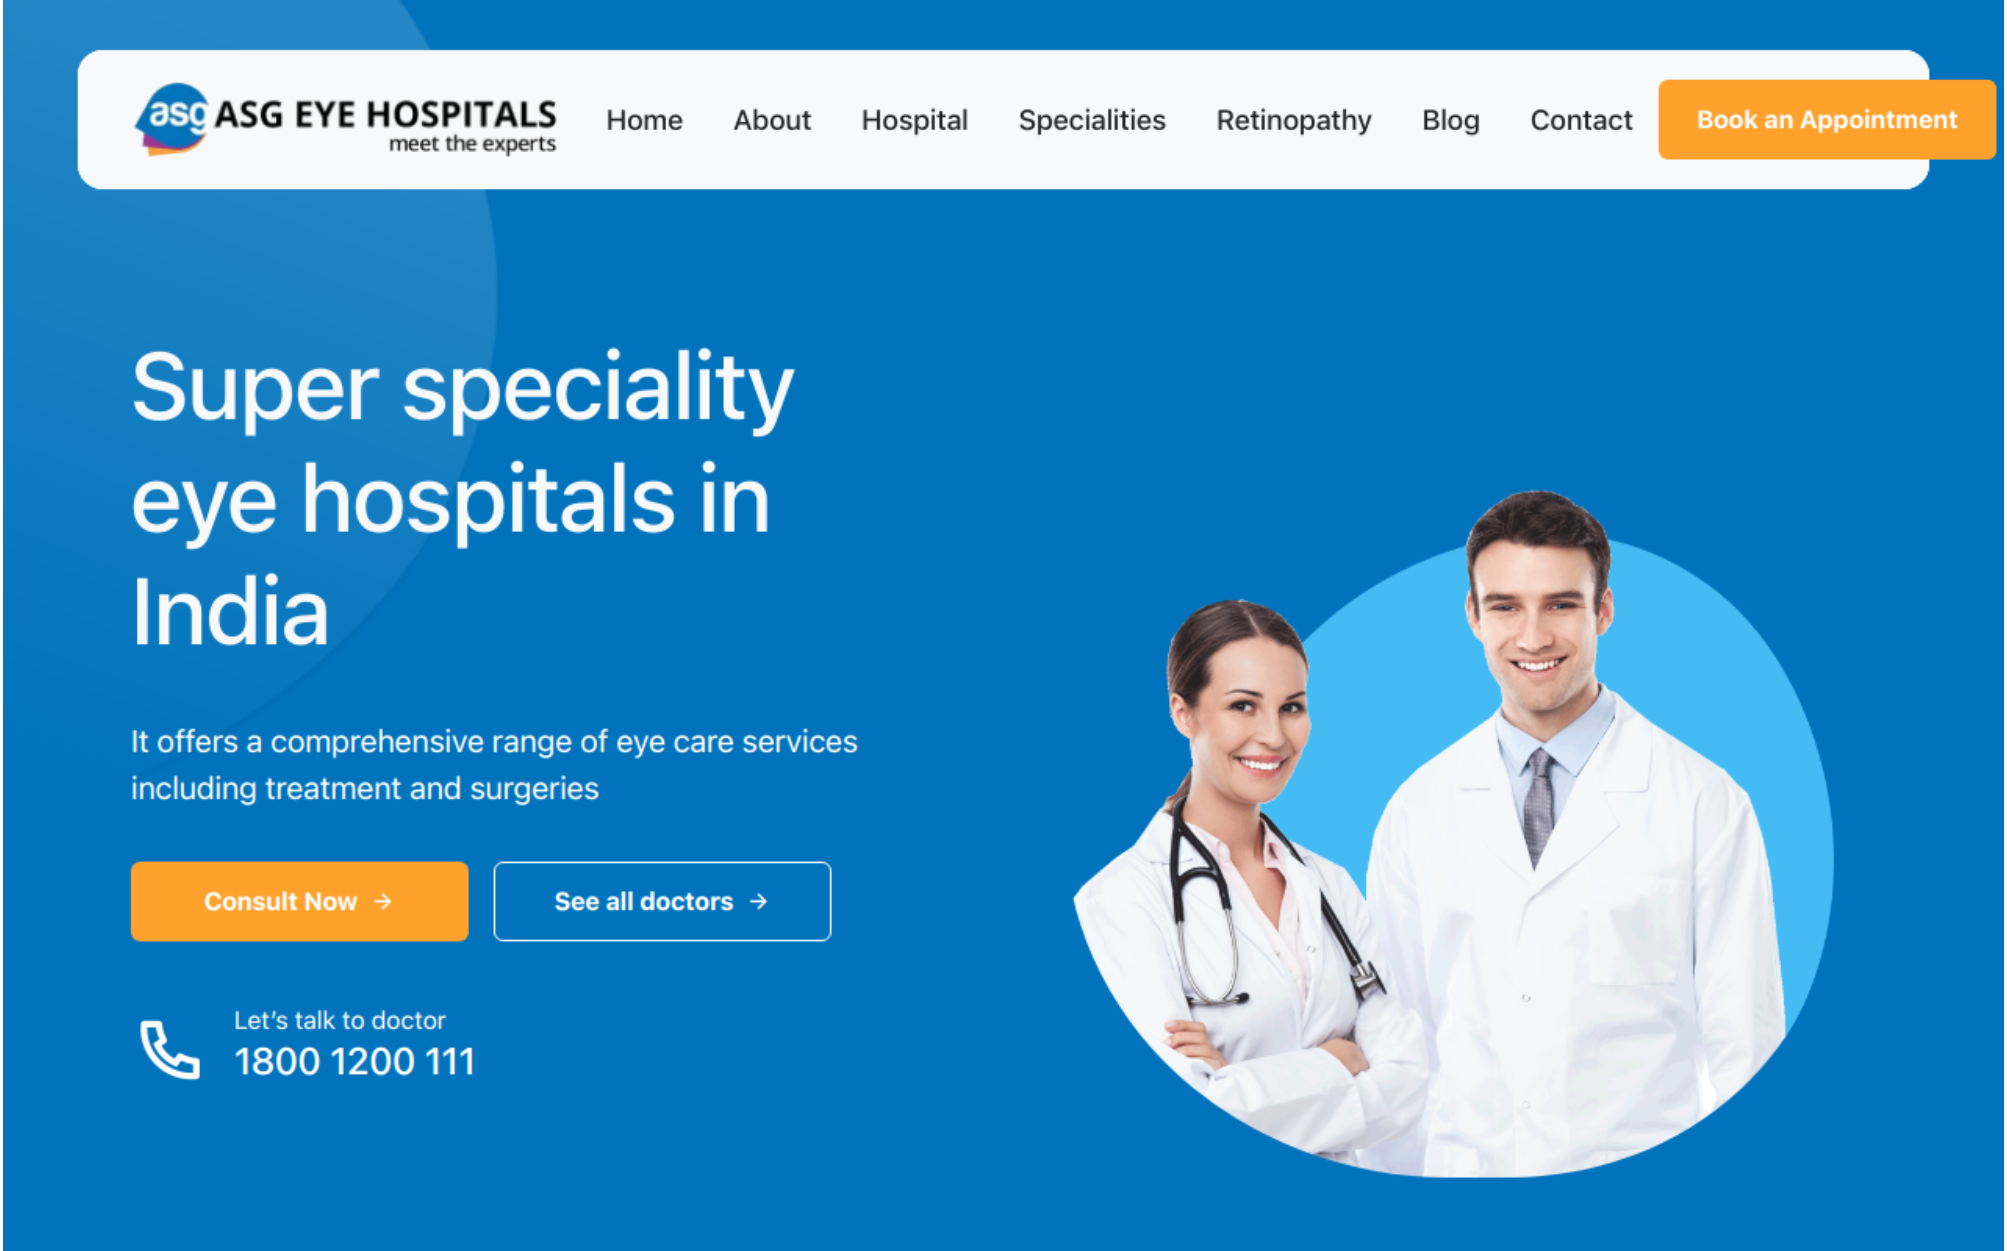 asg ASG EYE HOSPITALS
meet the experts
Home About Hospital Specialities Retinopathy Blog Contact Book an Appointment
Super speciality
eye hospitals in
India
It offers a comprehensive range of eye care services
including treatment and surgeries
Consult Now → See all doctors →
Let’s talk to doctor
1800 1200 111